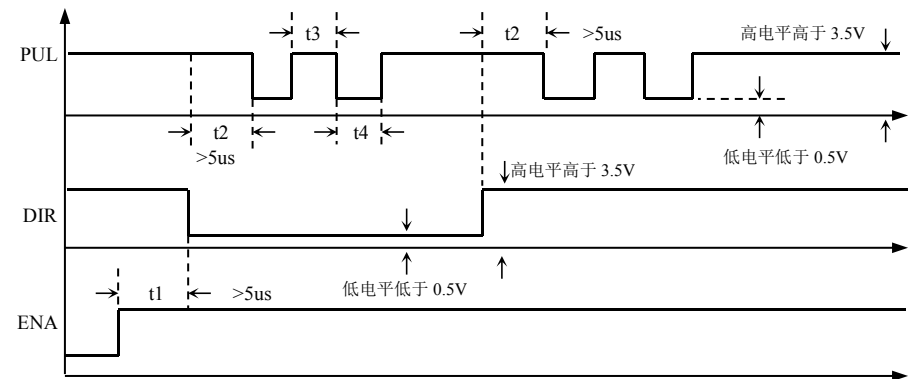 t3
t2
>5us
高电平高于 3.5V
PUL
t2
t4
>5us
低电平低于 0.5V
高电平高于 3.5V
DIR
低电平低于 0.5V
t1
>5us
ENA